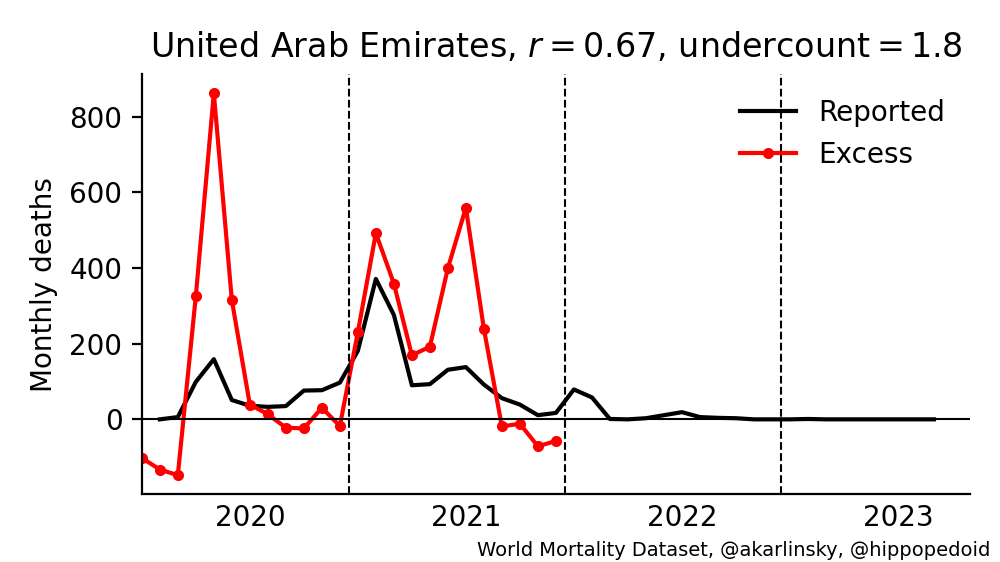 United Arab Emirates, r = 0.67, undercount = 1.8
Monthly deaths
800
600
400
200
0
Reported
Excess
2020 2021 2022 2023
World Mortality Dataset, @akarlinsky, @hippopedoid